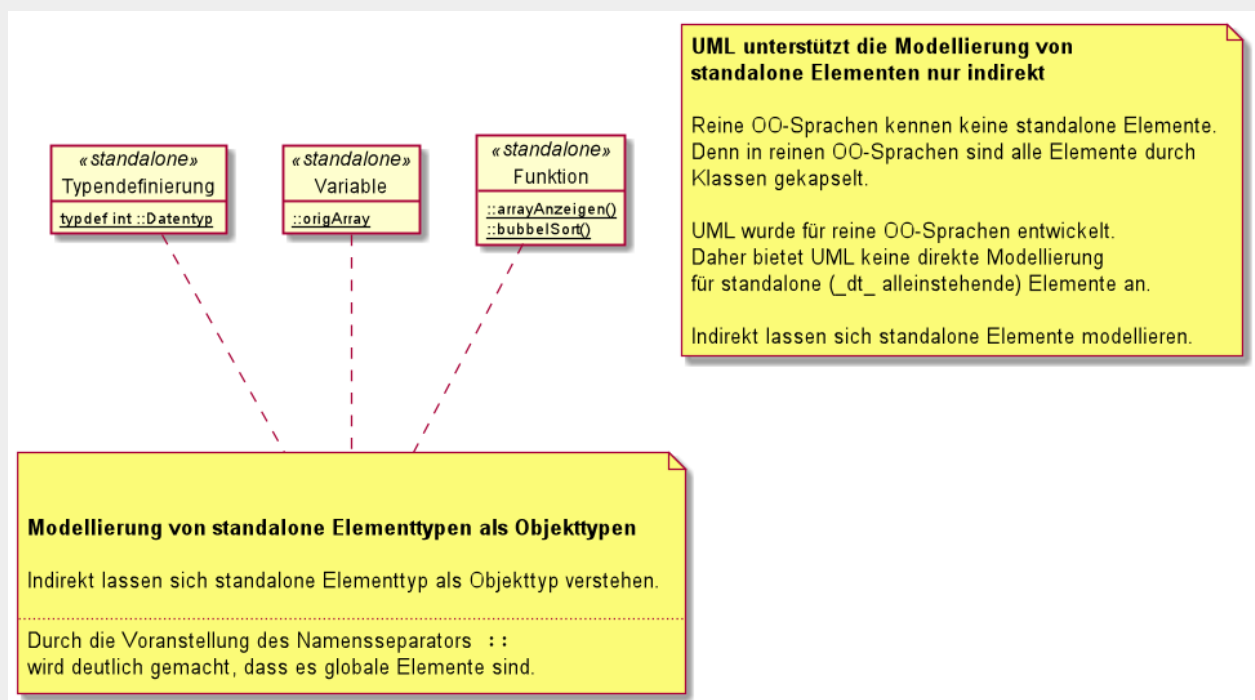 UML unterstützt die Modellierung von
standalone Elementen nur indirekt
Reine OO-Sprachen kennen keine standalone Elemente.
Denn in reinen OO-Sprachen sind alle Elemente durch
Klassen gekapselt.
UML wurde für reine OO-Sprachen entwickelt.
Daher bietet UML keine direkte Modellierung
für standalone (_dt_ alleinstehende) Elemente an.
Indirekt lassen sich standalone Elemente modellieren.
«standalone»
Typendefinierung
typdef int ::Datentyp
«standalone»
Variable
::origArray
«standalone»
Funktion
::arrayAnzeigen()
::bubbelSort()
Modellierung von standalone Elementtypen als Objekttypen
Indirekt lassen sich standalone Elementtyp als Objekttyp verstehen.
Durch die Voranstellung des Namensseparators ::
wird deutlich gemacht, dass es globale Elemente sind.